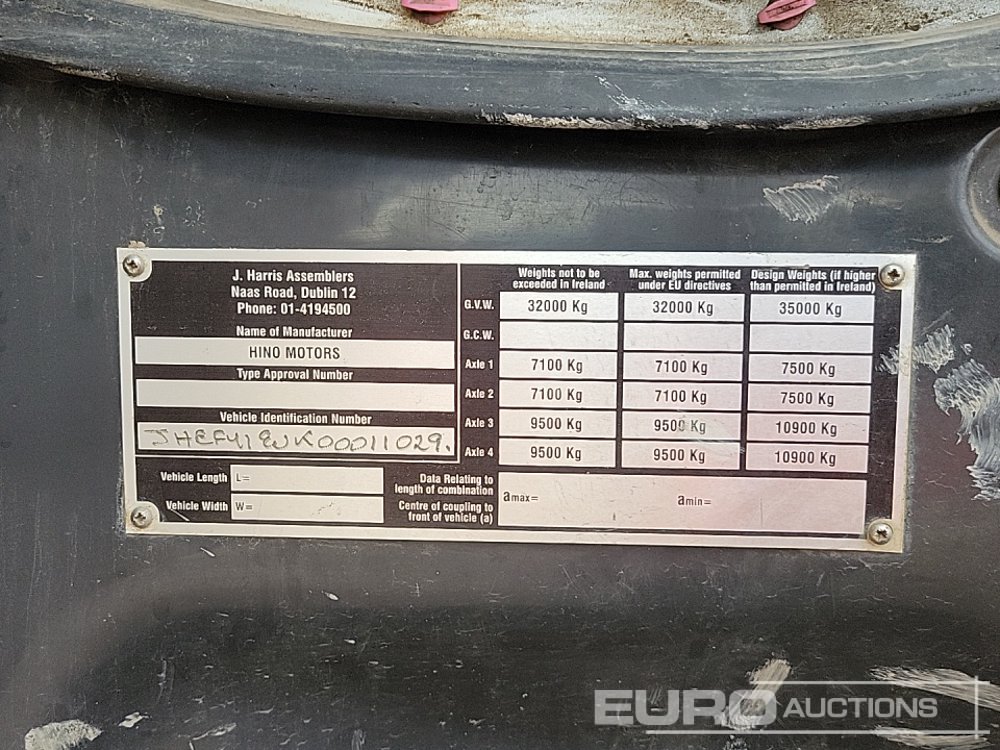 J. Harris Assemblers
Naas Road, Dublin 12
Phone: 01-4194500
Name of Manufacturer
HINO MOTORS
Type Approval Number
Vehicle Identification Number
Vehicle Length L=
Vehicle Width W=
Weights not to be exceeded in Ireland
Max. weights permitted under EU directives
Design Weights (if higher than permitted in Ireland)
G.V.W. 32000 Kg 32000 Kg 35000 Kg
G.C.W.
Axle 1 7100 Kg 7100 Kg 7500 Kg
Axle 2 7100 Kg 7100 Kg 7500 Kg
Axle 3 9500 Kg 9500 Kg 10900 Kg
Axle 4 9500 Kg 9500 Kg 10900 Kg
Data Relating to
length of combination
Centre of coupling to
front of vehicle (a)
amax= amin=
EURO AUCTIONS